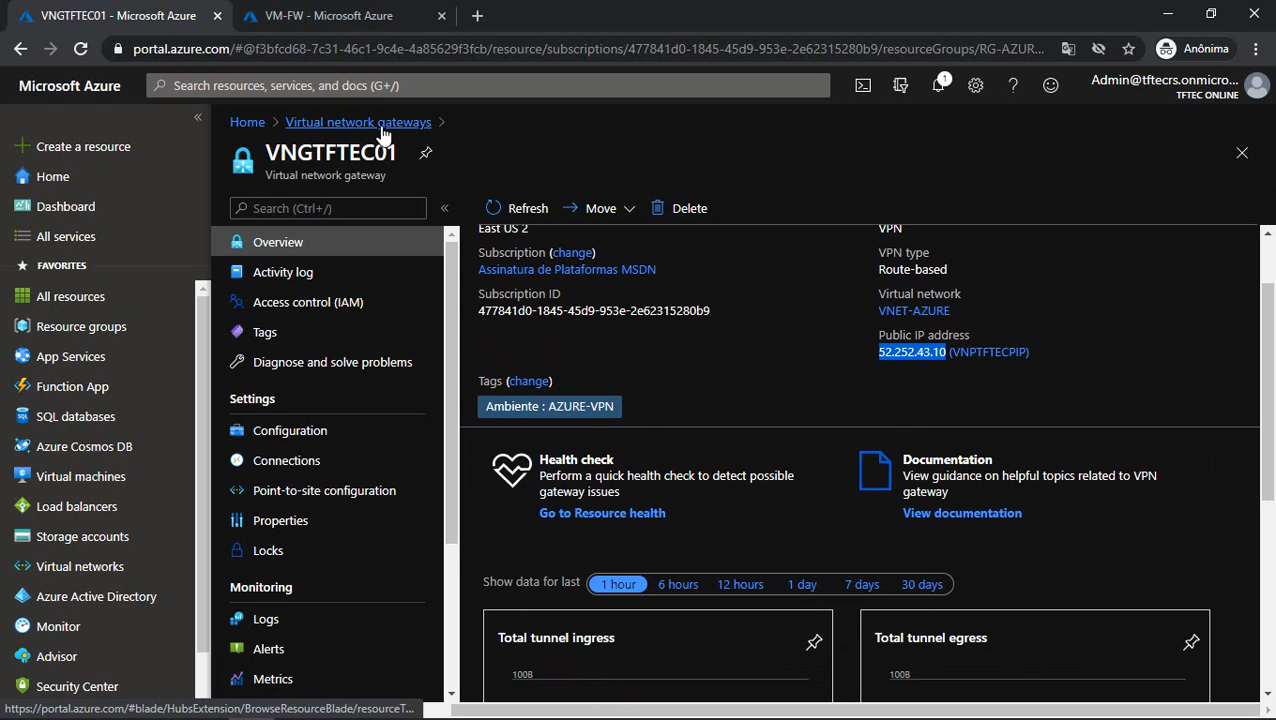 VNGTFTEC01 - Microsoft Azure
VM-FW - Microsoft Azure
portal.azure.com/#@f3bfcd68-7c31-46c1-9c4e-4a85629f3fcb/resource/subscriptions/477841d0-1845-45d9-953e-2e62315280b9/resourceGroups/RG-AZUR...
Anônima
Microsoft Azure
Search resources, services, and docs (G+/)
1
Admin@tftecrs.onmicro...
TFTEC ONLINE
Create a resource
Home
Dashboard
All services
FAVORITES
All resources
Resource groups
App Services
Function App
SQL databases
Azure Cosmos DB
Virtual machines
Load balancers
Storage accounts
Virtual networks
Azure Active Directory
Monitor
Advisor
Security Center
Home > Virtual network gateways >
VNGTFTEC01
Virtual network gateway
Search (Ctrl+/)
Overview
Activity log
Access control (IAM)
Tags
Diagnose and solve problems
Settings
Configuration
Connections
Point-to-site configuration
Properties
Locks
Monitoring
Logs
Alerts
Metrics
Refresh Move Delete
East US 2
Subscription (change)
Assinatura de Plataformas MSDN
Subscription ID
477841d0-1845-45d9-953e-2e62315280b9
VPN
VPN type
Route-based
Virtual network
VNET-AZURE
Public IP address
52.252.43.10 (VNPTFTECPIP)
Tags (change)
Ambiente : AZURE-VPN
Health check
Perform a quick health check to detect possible
gateway issues
Go to Resource health
Documentation
View guidance on helpful topics related to VPN
gateway
View documentation
Show data for last 1 hour 6 hours 12 hours 1 day 7 days 30 days
Total tunnel ingress
100B
Total tunnel egress
100B
https://portal.azure.com/#blade/HubsExtension/BrowseResourceBlade/resourceT...